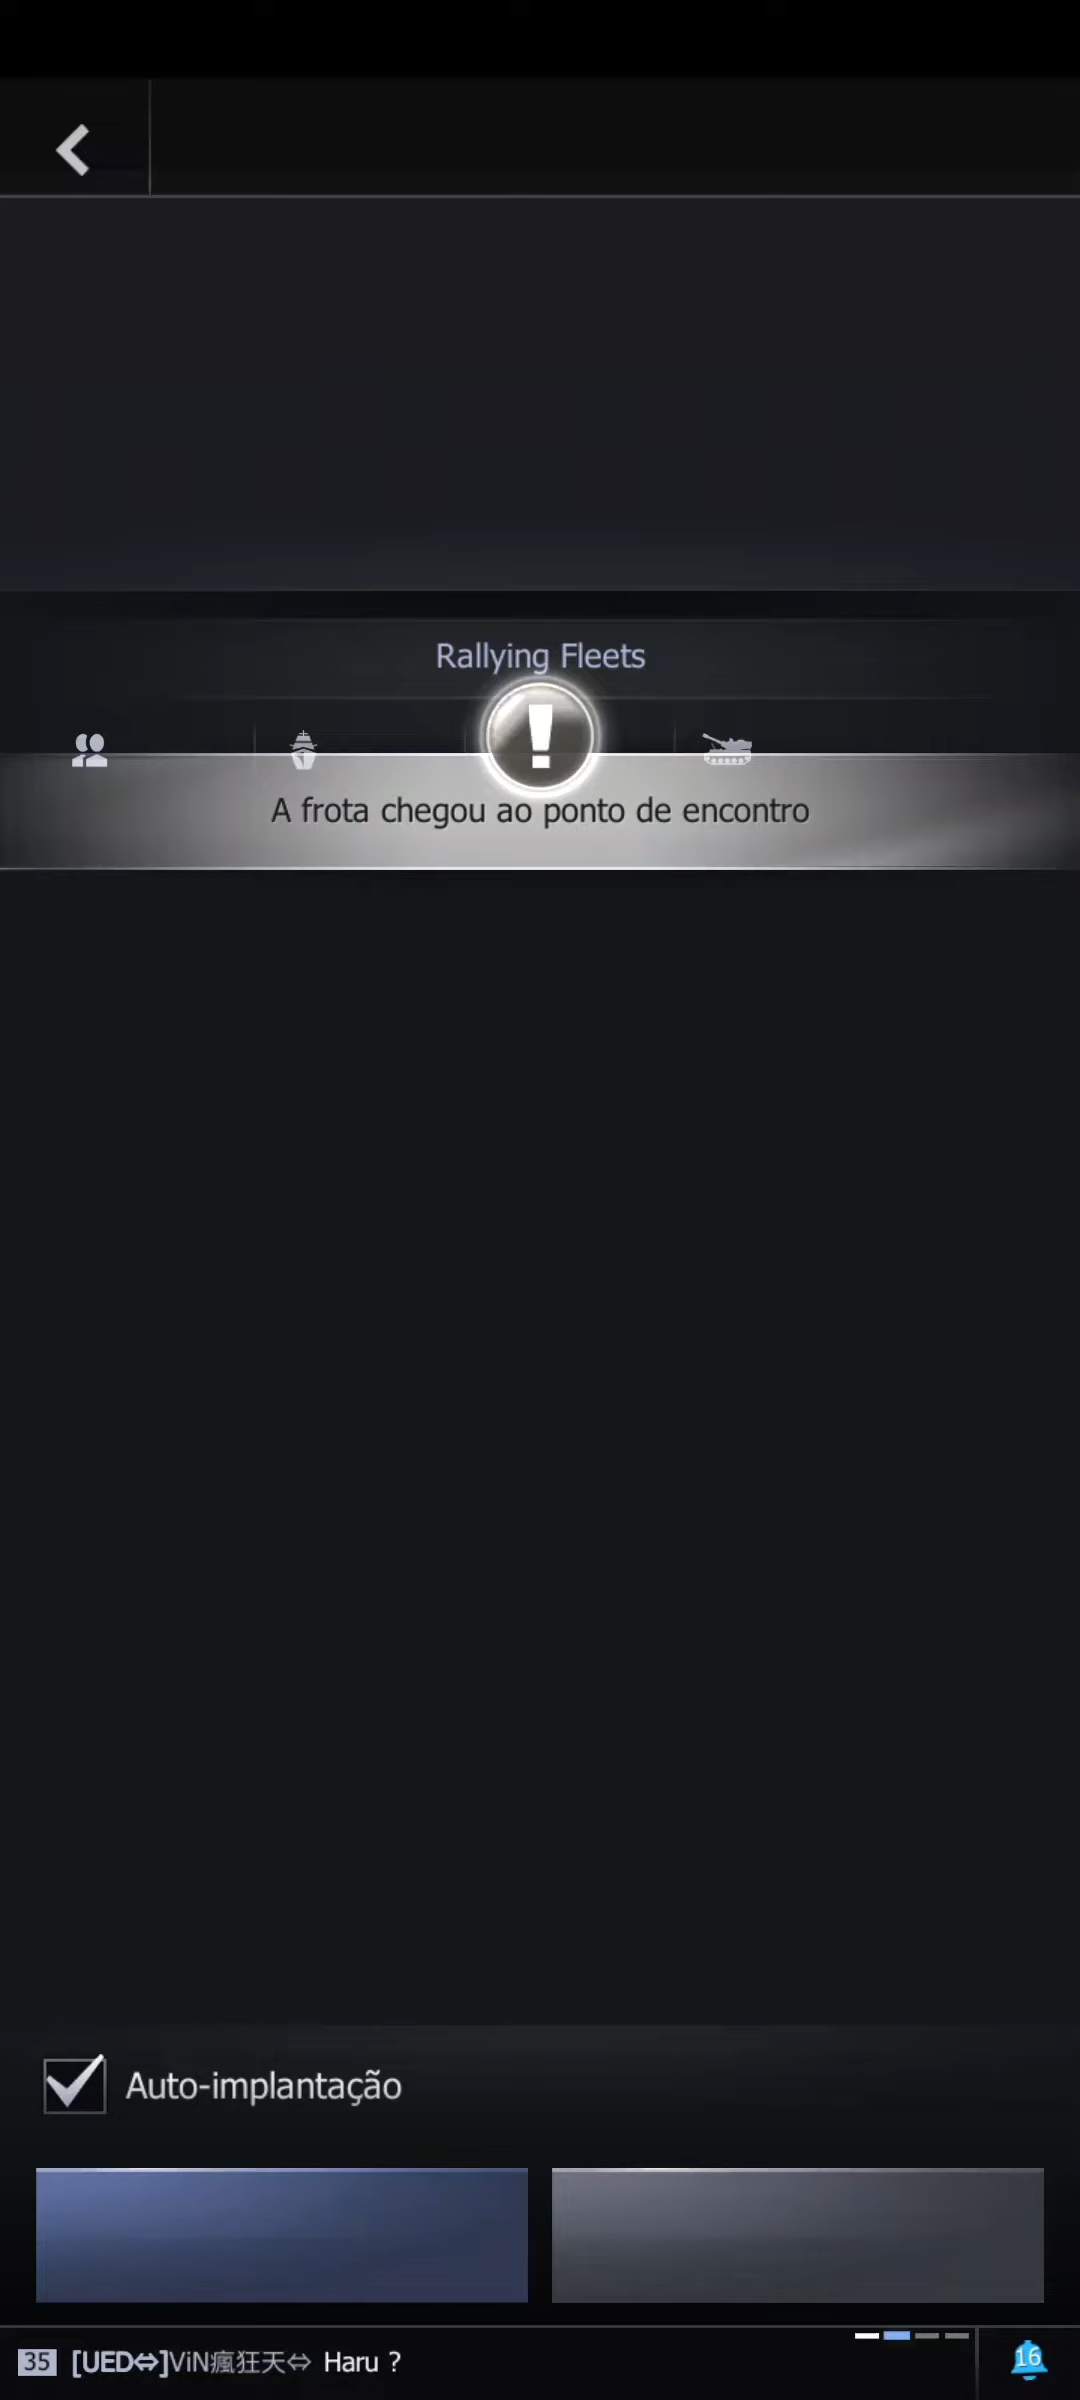 Rallying Fleets
A frota chegou ao ponto de encontro
Auto-implantação
35 [UED⇔]ViN瘋狂天⇔ Haru ?
16